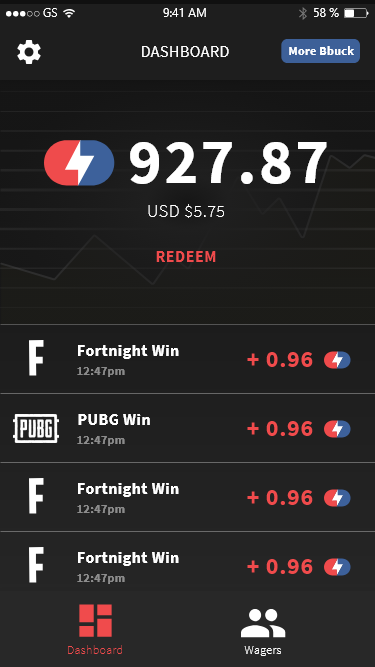 GS 9:41 AM 58 %
DASHBOARD More Bbuck
927.87
USD $5.75
REDEEM
F Fortnight Win + 0.96
12:47pm
PUBG PUBG Win + 0.96
12:47pm
F Fortnight Win + 0.96
12:47pm
F Fortnight Win + 0.96
12:47pm
Dashboard Wagers